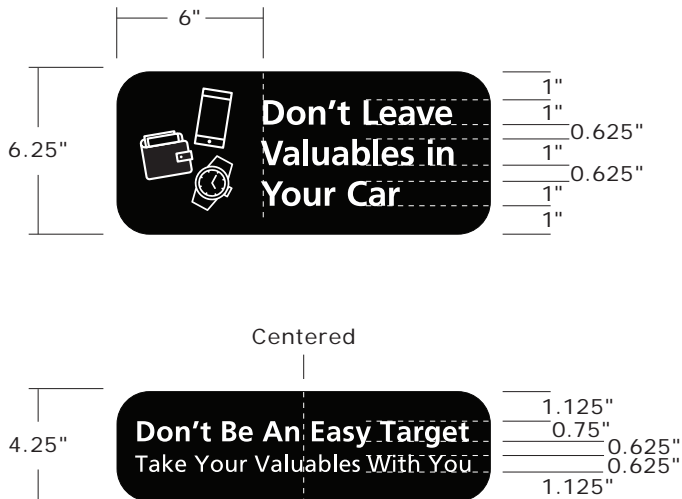 6"
6.25"
Don't Leave
Valuables in
Your Car
1"
1"
0.625"
1"
0.625"
1"
1"
Centered
4.25"
Don't Be An Easy Target
Take Your Valuables With You
1.125"
0.75"
0.625"
0.625"
1.125"